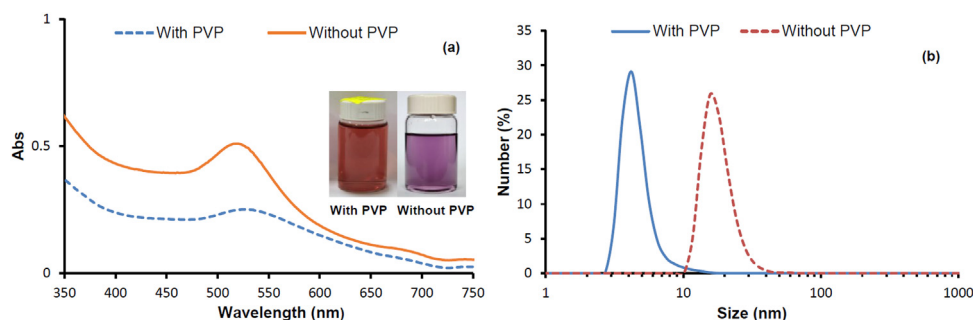 With PVP
Without PVP
(a)
1
0.5
0
Abs
350
400
450
500
550
600
650
700
750
Wavelength (nm)
With PVP
Without PVP
With PVP
Without PVP
(b)
35
30
25
20
15
10
5
0
Number (%)
1
10
100
1000
Size (nm)